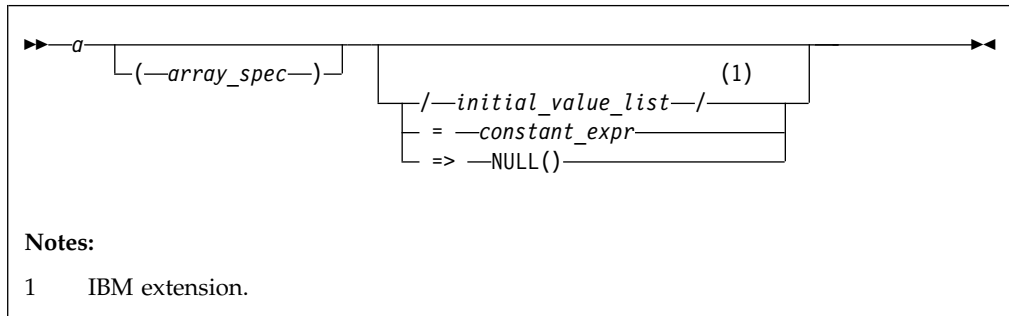 a
( array_spec )
(1)
/ initial_value_list /
= constant_expr
=> NULL()
Notes:
1 IBM extension.